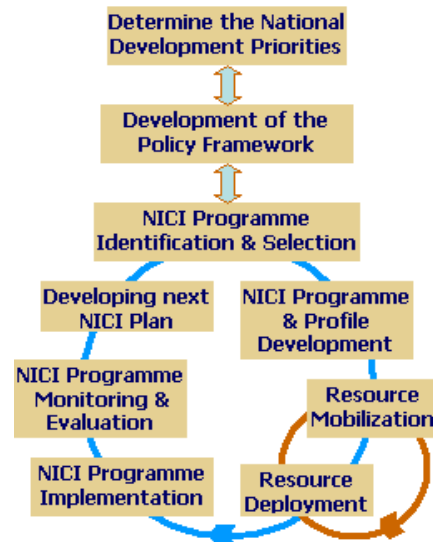 Determine the National
Development Priorities
Development of the
Policy Framework
NICI Programme
Identification & Selection
Developing next
NICI Plan
NICI Programme
& Profile
Development
NICI Programme
Monitoring &
Evaluation
Resource
Mobilization
NICI Programme
Implementation
Resource
Deployment